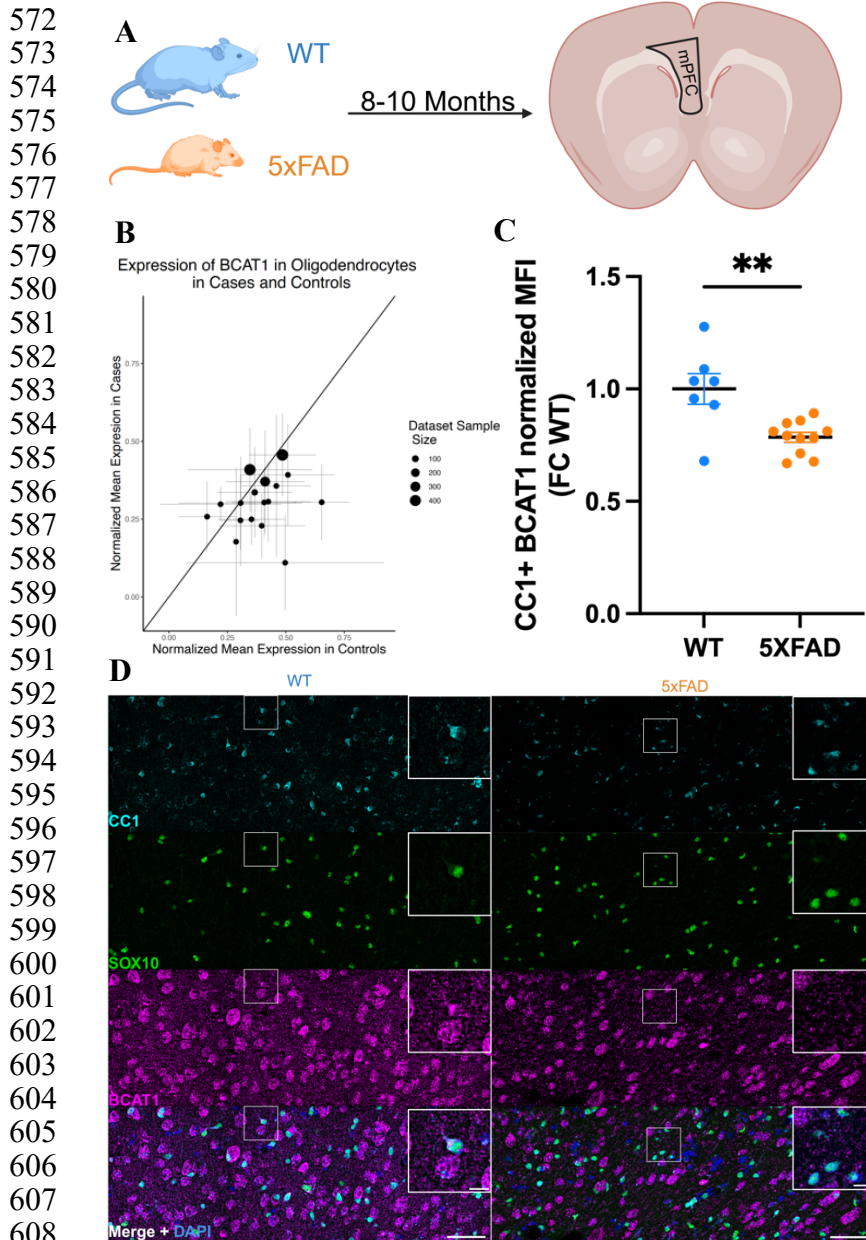 572
573
574
575
576
577
578
579
580
581
582
583
584
585
586
587
588
589
590
591
592
593
594
595
596
597
598
599
600
601
602
603
604
605
606
607
608
A
WT
5xFAD
8-10 Months
mPFC
B
Expression of BCAT1 in Oligodendrocytes
in Cases and Controls
Normalized Mean Expression in Cases
0.75
0.50
0.25
0.00
0.00 0.25 0.50 0.75
Normalized Mean Expression in Controls
Dataset Sample
Size
100
200
300
400
C
CC1+ BCAT1 normalized MFI
(FC WT)
1.5
1.0
0.5
0.0
**
WT 5XFAD
D
WT 5xFAD
CC1
SOX10
BCAT1
Merge + DAPI